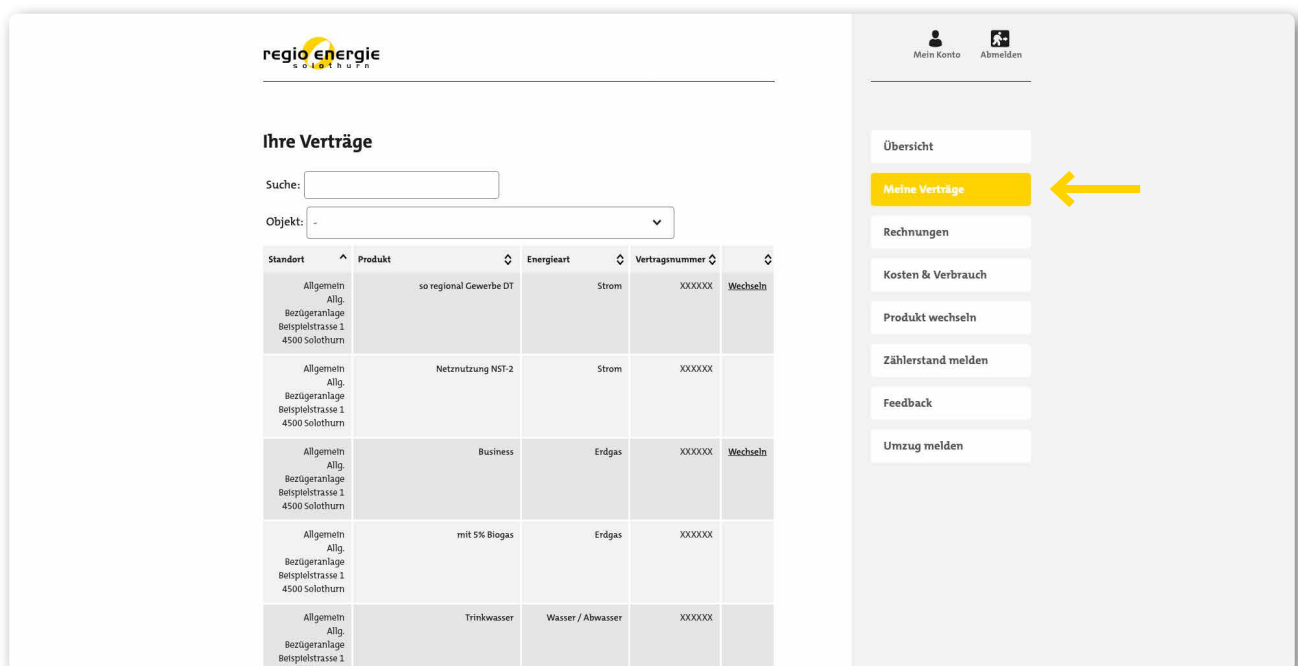 regio energie
solothurn
Mein Konto
Abmelden
Ihre Verträge
Suche:
Objekt: -
Standort Produkt Energieart Vertragsnummer
Allgemein so regional Gewerbe DT Strom XXXXXX Wechseln
Allg.
Bezügeranlage
Beispielstrasse 1
4500 Solothurn
Allgemein Netznutzung NST-2 Strom XXXXXX
Allg.
Bezügeranlage
Beispielstrasse 1
4500 Solothurn
Allgemein Business Erdgas XXXXXX Wechseln
Allg.
Bezügeranlage
Beispielstrasse 1
4500 Solothurn
Allgemein mit 5% Biogas Erdgas XXXXXX
Allg.
Bezügeranlage
Beispielstrasse 1
4500 Solothurn
Allgemein Trinkwasser Wasser / Abwasser XXXXXX
Allg.
Bezügeranlage
Beispielstrasse 1
Übersicht
Meine Verträge
Rechnungen
Kosten & Verbrauch
Produkt wechseln
Zählerstand melden
Feedback
Umzug melden